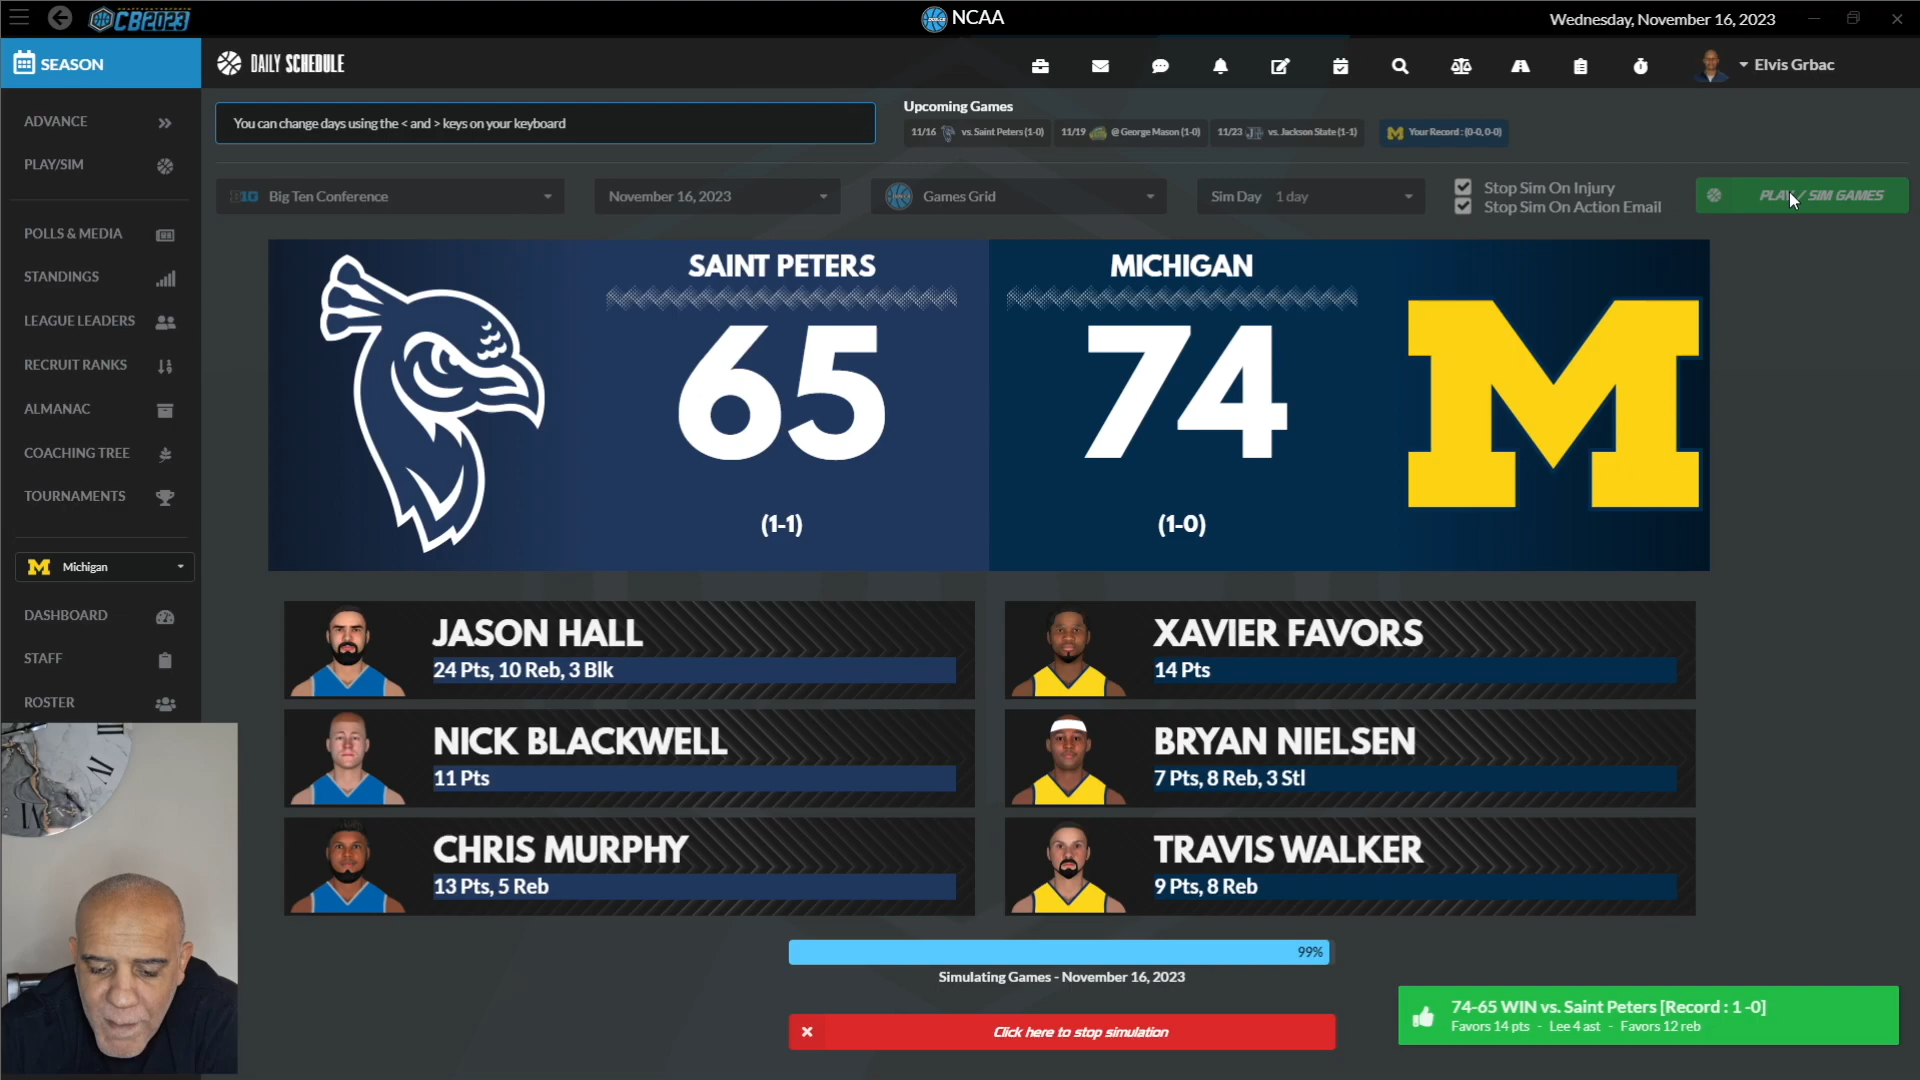 CB2023
NCAA
Wednesday, November 16, 2023
SEASON
DAILY SCHEDULE
Elvis Grbac
ADVANCE
PLAY/SIM
You can change days using the < and > keys on your keyboard
Upcoming Games
11/16 vs. Saint Peters (1-0)
11/19 @ George Mason (1-0)
11/23 vs. Jackson State (1-1)
Your Record : (0-0, 0-0)
Big Ten Conference
November 16, 2023
Games Grid
Sim Day 1 day
Stop Sim On Injury
Stop Sim On Action Email
PLAY / SIM GAMES
POLLS & MEDIA
STANDINGS
LEAGUE LEADERS
RECRUIT RANKS
ALMANAC
COACHING TREE
TOURNAMENTS
Michigan
DASHBOARD
STAFF
ROSTER
SAINT PETERS
65
(1-1)
MICHIGAN
74
(1-0)
JASON HALL
24 Pts, 10 Reb, 3 Blk
NICK BLACKWELL
11 Pts
CHRIS MURPHY
13 Pts, 5 Reb
XAVIER FAVORS
14 Pts
BRYAN NIELSEN
7 Pts, 8 Reb, 3 Stl
TRAVIS WALKER
9 Pts, 8 Reb
99%
Simulating Games - November 16, 2023
Click here to stop simulation
74-65 WIN vs. Saint Peters [Record : 1 -0]
Favors 14 pts - Lee 4 ast - Favors 12 reb